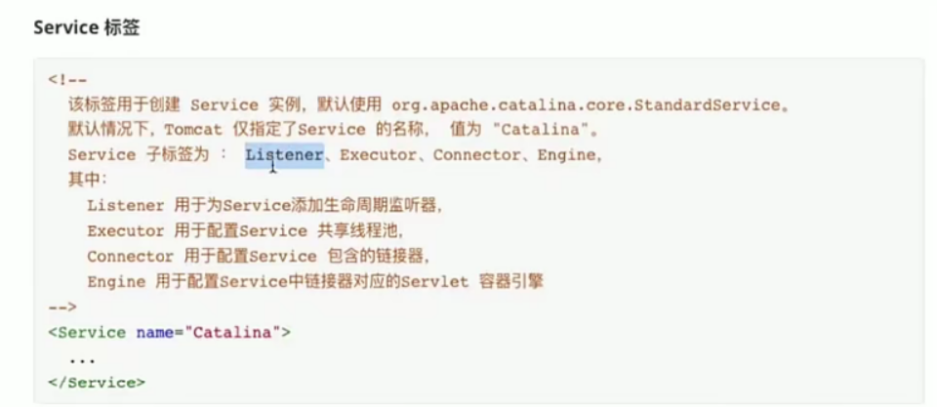 Service 标签
<!--
该标签用于创建 Service 实例，默认使用 org.apache.catalina.core.StandardService。
默认情况下，Tomcat 仅指定了Service 的名称， 值为 "Catalina"。
Service 子标签为 ： Listener、Executor、Connector、Engine，
其中：
Listener 用于为Service添加生命周期监听器，
Executor 用于配置Service 共享线程池，
Connector 用于配置Service 包含的链接器，
Engine 用于配置Service中链接器对应的Servlet 容器引擎
-->
<Service name="Catalina">
...
</Service>